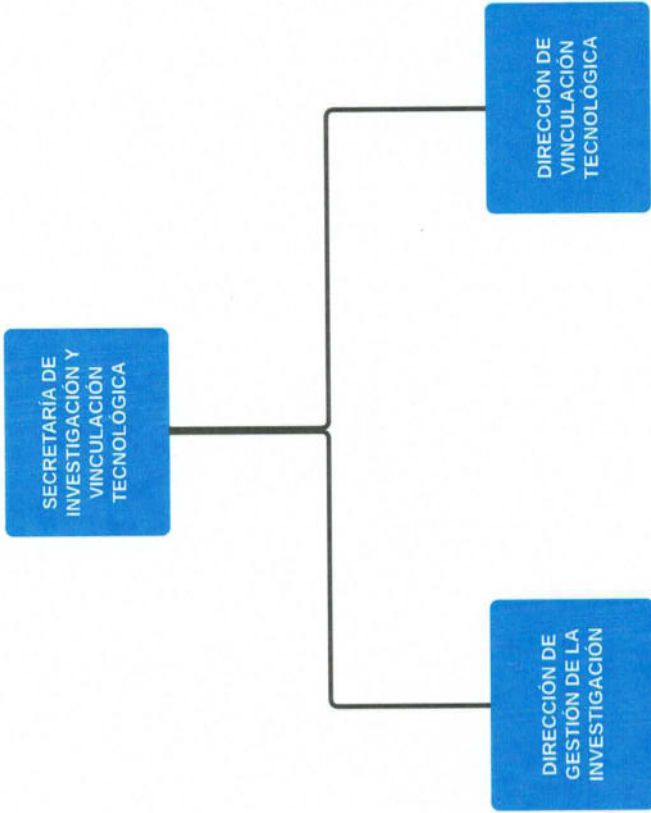 SECRETARÍA DE
INVESTIGACIÓN Y
VINCULACIÓN
TECNOLÓGICA
DIRECCIÓN DE
GESTIÓN DE LA
INVESTIGACIÓN
DIRECCIÓN DE
VINCULACIÓN
TECNOLÓGICA